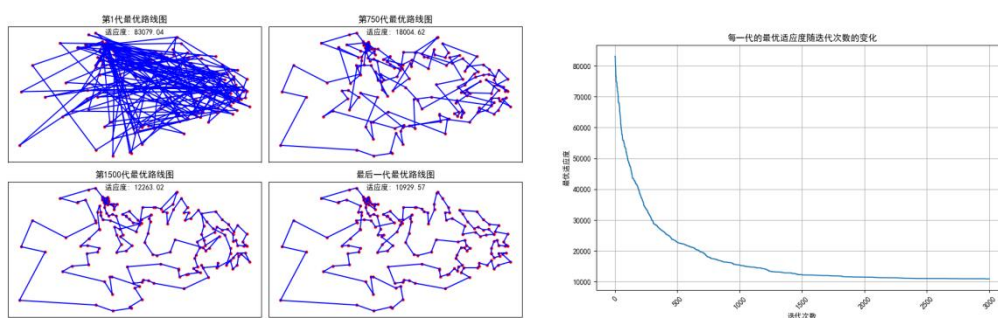 第1代最优路线图
适应度: 83079.04
第750代最优路线图
适应度: 18004.62
第1500代最优路线图
适应度: 12263.02
最后一代最优路线图
适应度: 10929.57
每一代的最优适应度随迭代次数的变化
最优适应度
80000
70000
60000
50000
40000
30000
20000
10000
0
500
1000
1500
2000
2500
3000
迭代次数